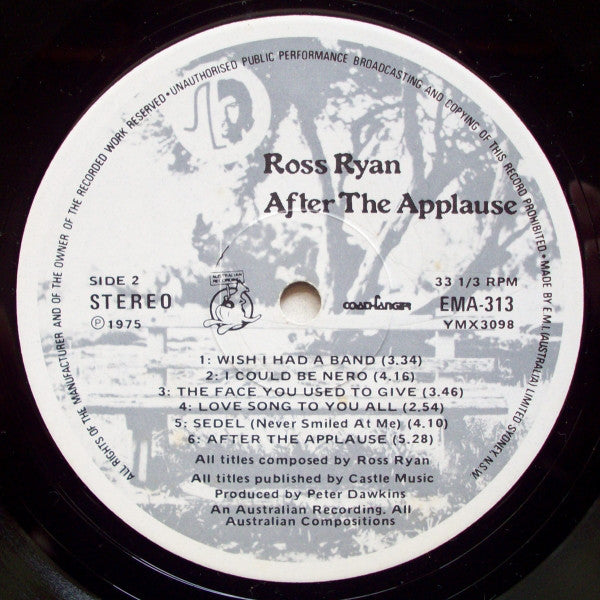 ALL RIGHTS OF THE MANUFACTURER AND OF THE OWNER OF THE RECORDED WORK RESERVED • UNAUTHORISED PUBLIC PERFORMANCE BROADCASTING AND COPYING OF THIS RECORD PROHIBITED • MADE BY E.M.I. (AUSTRALIA) LIMITED SYDNEY N.S.W.
Ross Ryan
After The Applause
SIDE 2
STEREO
Ⓟ 1975
AUSTRALIAN
33 1/3 RPM
EMA-313
YMX3098
1: WISH I HAD A BAND (3.34)
2: I COULD BE NERO (4.16)
3: THE FACE YOU USED TO GIVE (3.46)
4: LOVE SONG TO YOU ALL (2.54)
5: SEDEL (Never Smiled At Me) (4.10)
6: AFTER THE APPLAUSE (5.28)
All titles composed by Ross Ryan
All titles published by Castle Music
Produced by Peter Dawkins
An Australian Recording. All
Australian Compositions